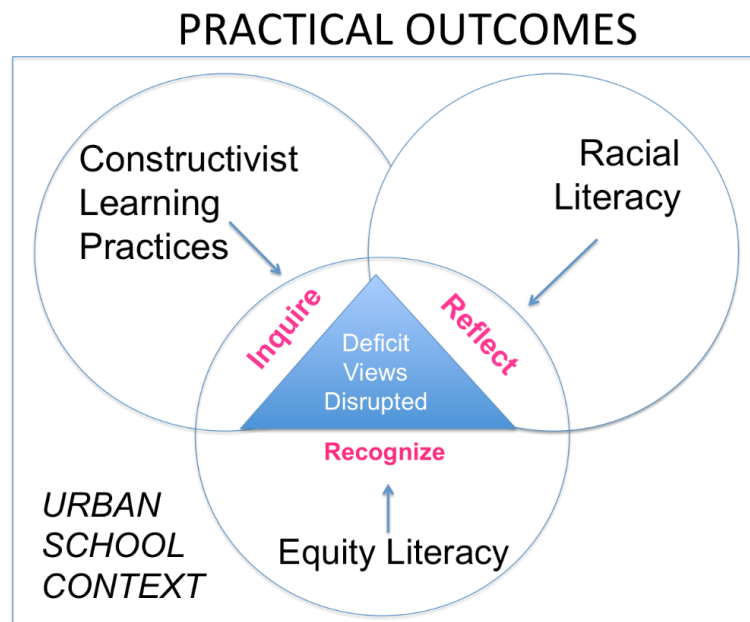 PRACTICAL OUTCOMES
Constructivist
Learning
Practices
Racial
Literacy
Inquire
Reflect
Deficit
Views
Disrupted
Recognize
Equity Literacy
URBAN
SCHOOL
CONTEXT